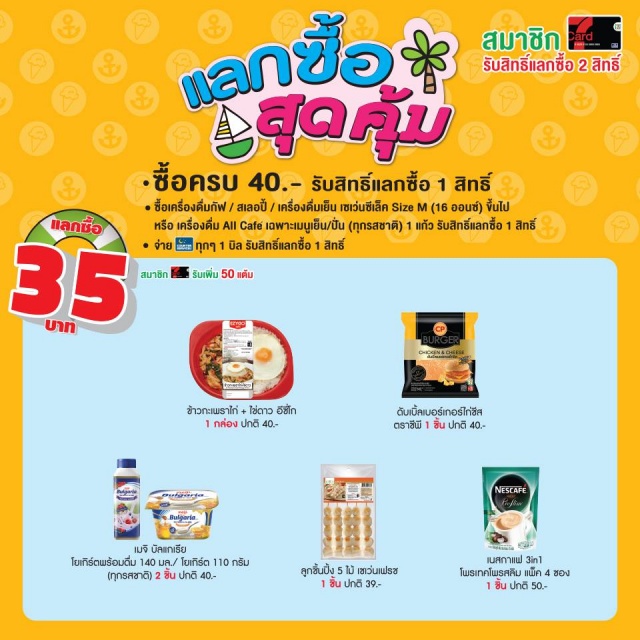 สมาชิก 7 Card
รับสิทธิ์แลกซื้อ 2 สิทธิ์
แลกซื้อ
สุดคุ้ม
• ซื้อครบ 40.- รับสิทธิ์แลกซื้อ 1 สิทธิ์
• ซื้อเครื่องดื่มกัฟ / สเลอปี้ / เครื่องดื่มเย็น เซเว่นซีเล็ค Size M (16 ออนซ์) ขึ้นไป
หรือ เครื่องดื่ม All Cafe เฉพาะเมนูเย็น/ปั่น (ทุกรสชาติ) 1 แก้ว รับสิทธิ์แลกซื้อ 1 สิทธิ์
• จ่าย ทุกๆ 1 บิล รับสิทธิ์แลกซื้อ 1 สิทธิ์
แลกซื้อ
35
บาท
สมาชิก รับเพิ่ม 50 แต้ม
CP
BURGER
CHICKEN & CHEESE
ข้าวกะเพราไก่ + ไข่ดาว อีซี่โก
1 กล่อง ปกติ 40.-
ดับเบิ้ลเบอร์เกอร์ไก่ชีส
ตราซีพี 1 ชิ้น ปกติ 40.-
Bulgaria
Bulgaria
Bulgaria
NESCAFÉ
เมจิ บัลแกเรีย
โยเกิร์ตพร้อมดื่ม 140 มล./ โยเกิร์ต 110 กรัม
(ทุกรสชาติ) 2 ชิ้น ปกติ 40.-
ลูกชิ้นปิ้ง 5 ไม้ เซเว่นเฟรช
1 ชิ้น ปกติ 39.-
เนสกาแฟ 3in1
โพรเทคโพรสลิม แพ็ค 4 ซอง
1 ชิ้น ปกติ 50.-